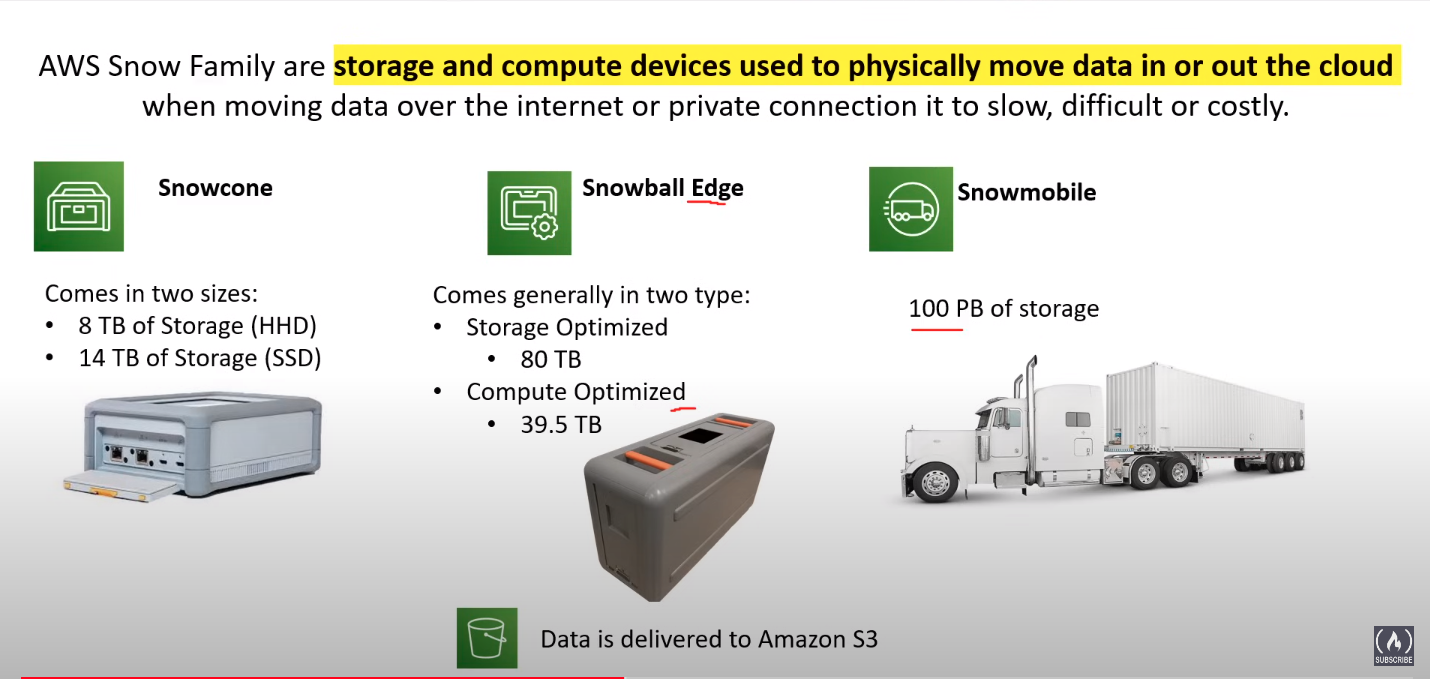 AWS Snow Family are storage and compute devices used to physically move data in or out the cloud
when moving data over the internet or private connection it to slow, difficult or costly.
Snowcone
Comes in two sizes:
• 8 TB of Storage (HHD)
• 14 TB of Storage (SSD)
Snowball Edge
Comes generally in two type:
• Storage Optimized
• 80 TB
• Compute Optimized
• 39.5 TB
Snowmobile
100 PB of storage
Data is delivered to Amazon S3
SUBSCRIBE